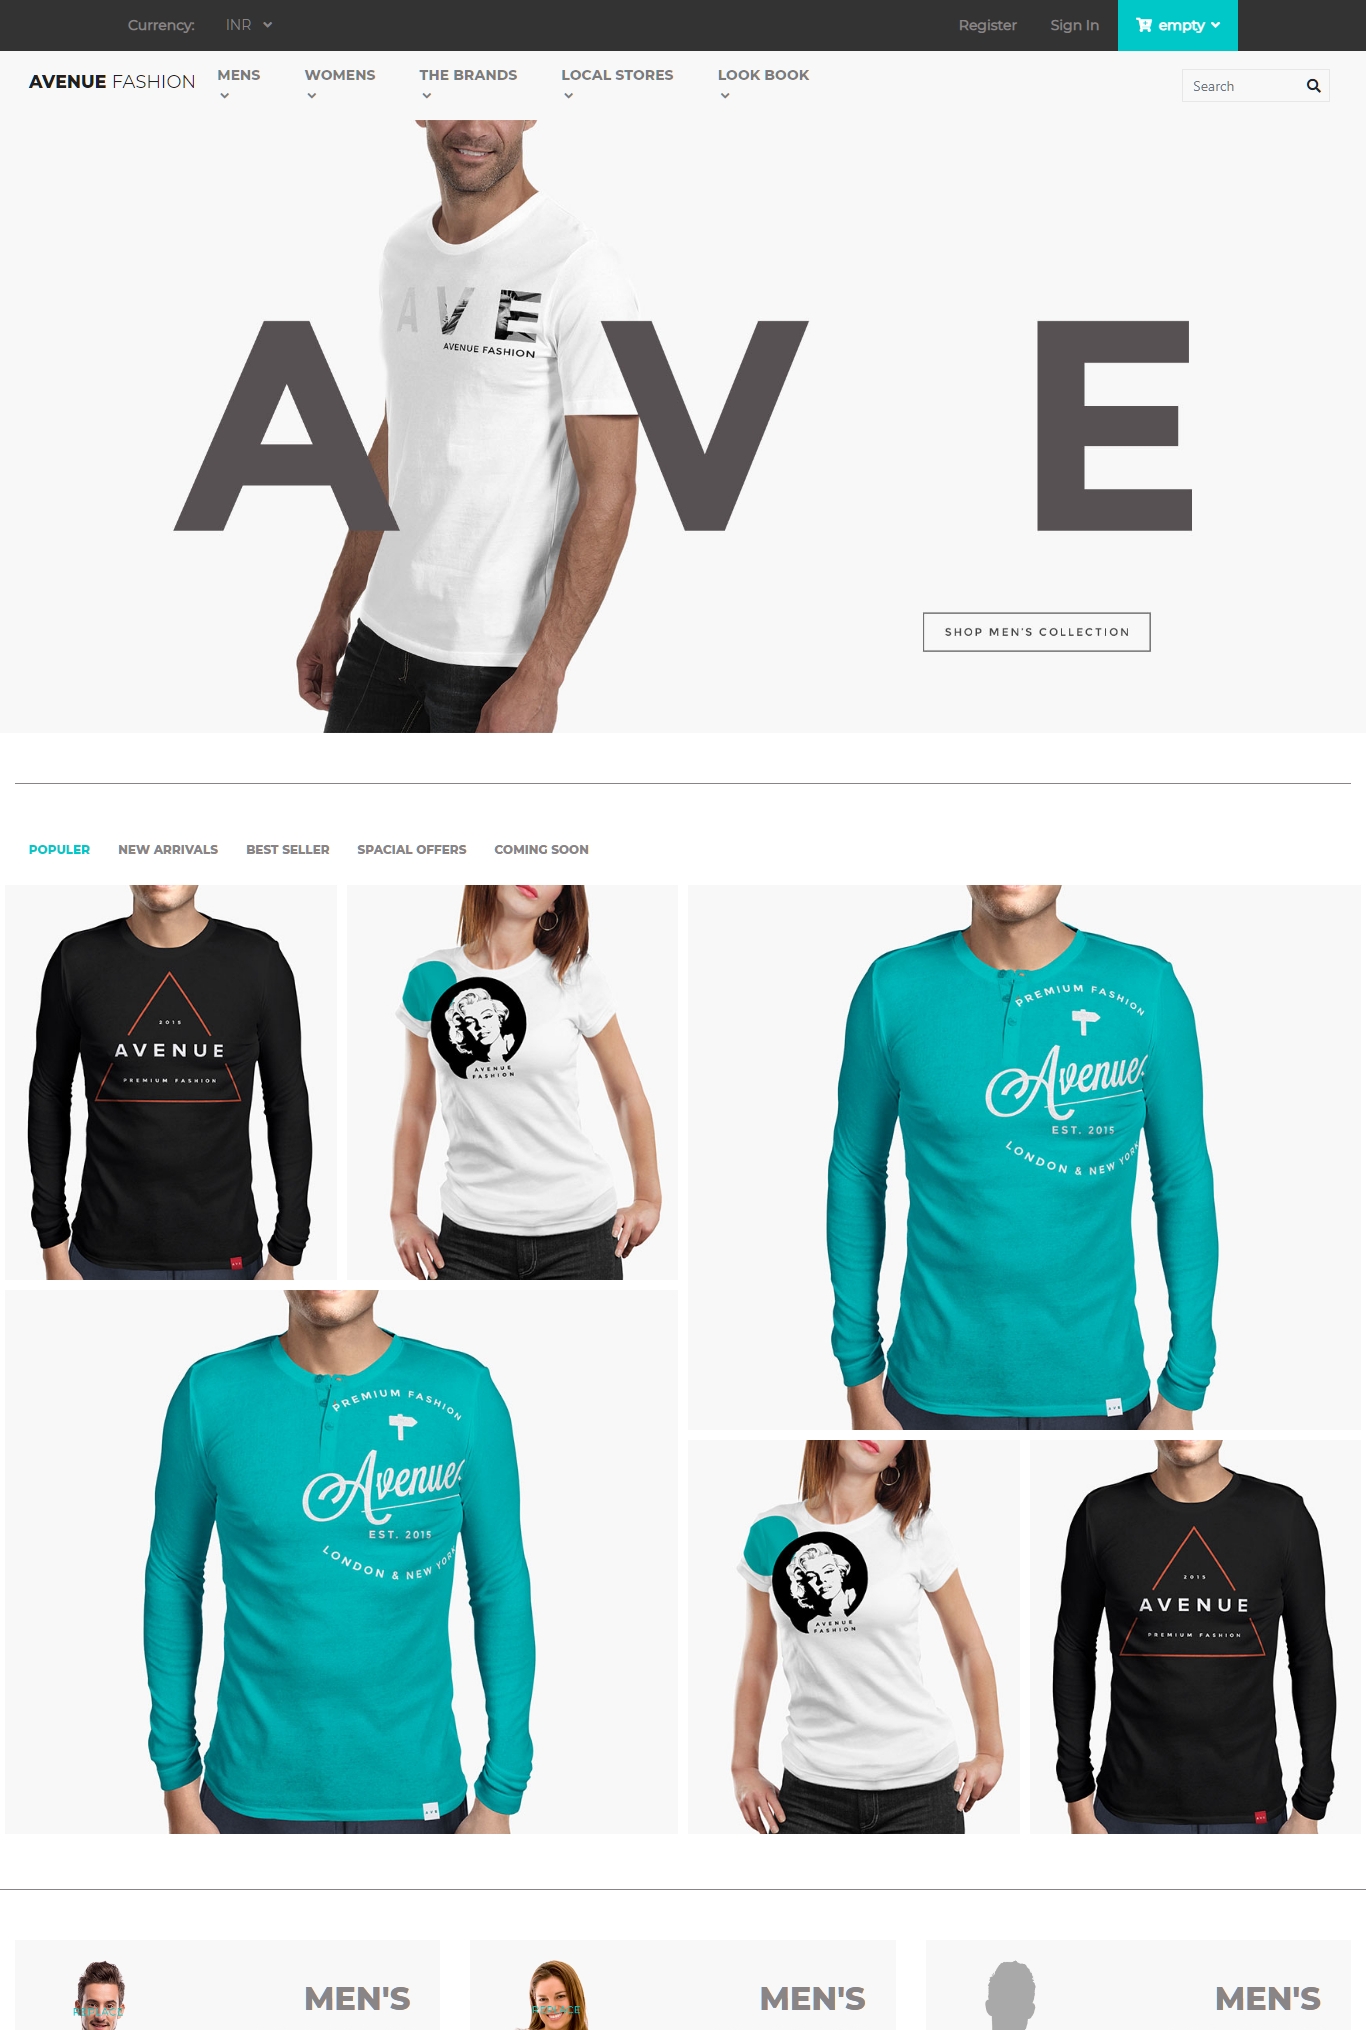 Currency: INR Register Sign In empty
AVENUE FASHION MENS WOMENS THE BRANDS LOCAL STORES LOOK BOOK Search
AVE
AVENUE FASHION
A V E
SHOP MEN'S COLLECTION
POPULER NEW ARRIVALS BEST SELLER SPACIAL OFFERS COMING SOON
2015
AVENUE
PREMIUM FASHION
AVENUE
FASHION
PREMIUM FASHION
Avenue
EST. 2015
LONDON & NEW YORK
AVE
PREMIUM FASHION
Avenue
EST. 2015
LONDON & NEW YORK
AVE
AVENUE
FASHION
2015
AVENUE
PREMIUM FASHION
MEN'S MEN'S MEN'S